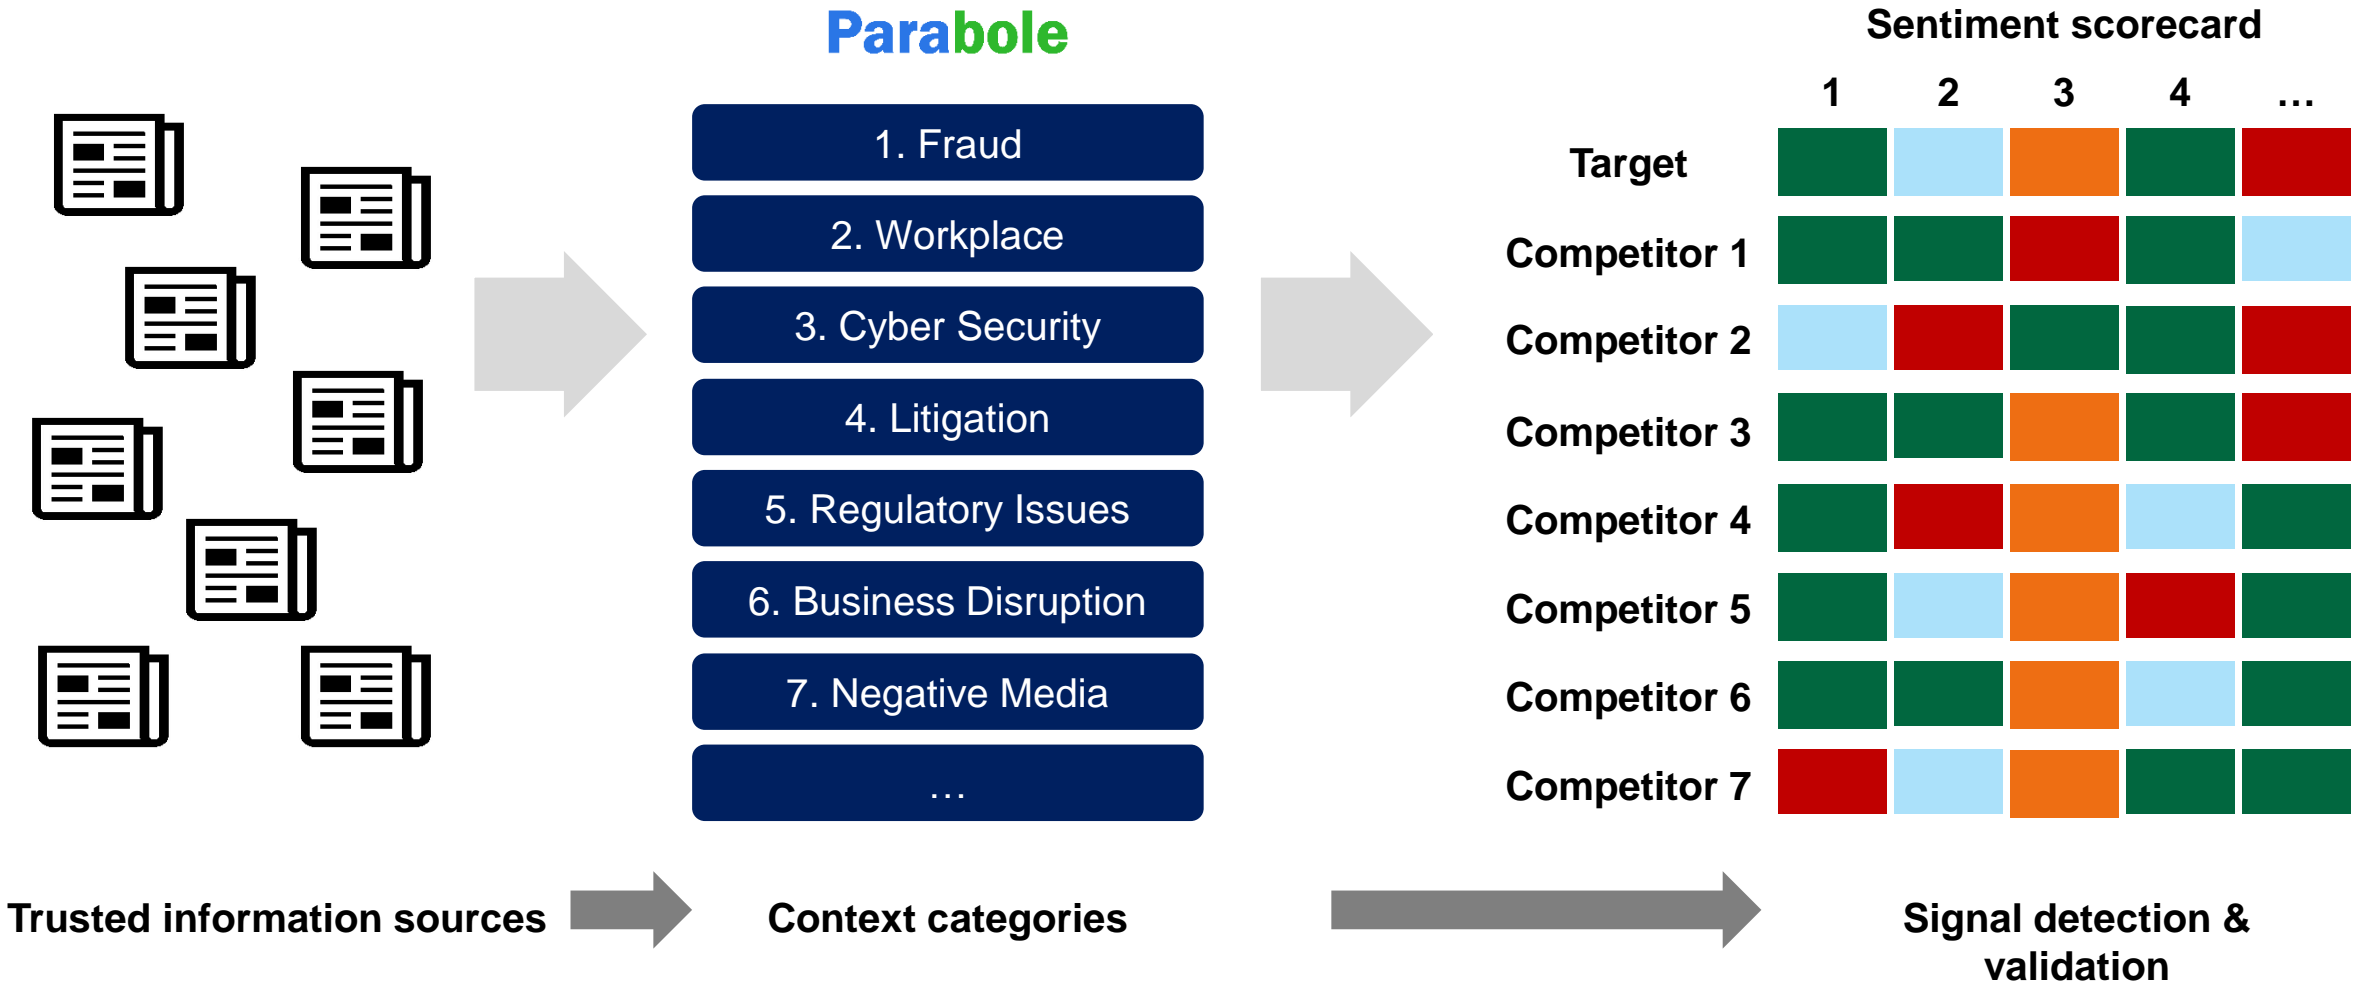 Parabole
1. Fraud
2. Workplace
3. Cyber Security
4. Litigation
5. Regulatory Issues
6. Business Disruption
7. Negative Media
…
Sentiment scorecard
1 2 3 4 …
Target
Competitor 1
Competitor 2
Competitor 3
Competitor 4
Competitor 5
Competitor 6
Competitor 7
Trusted information sources
Context categories
Signal detection &
validation